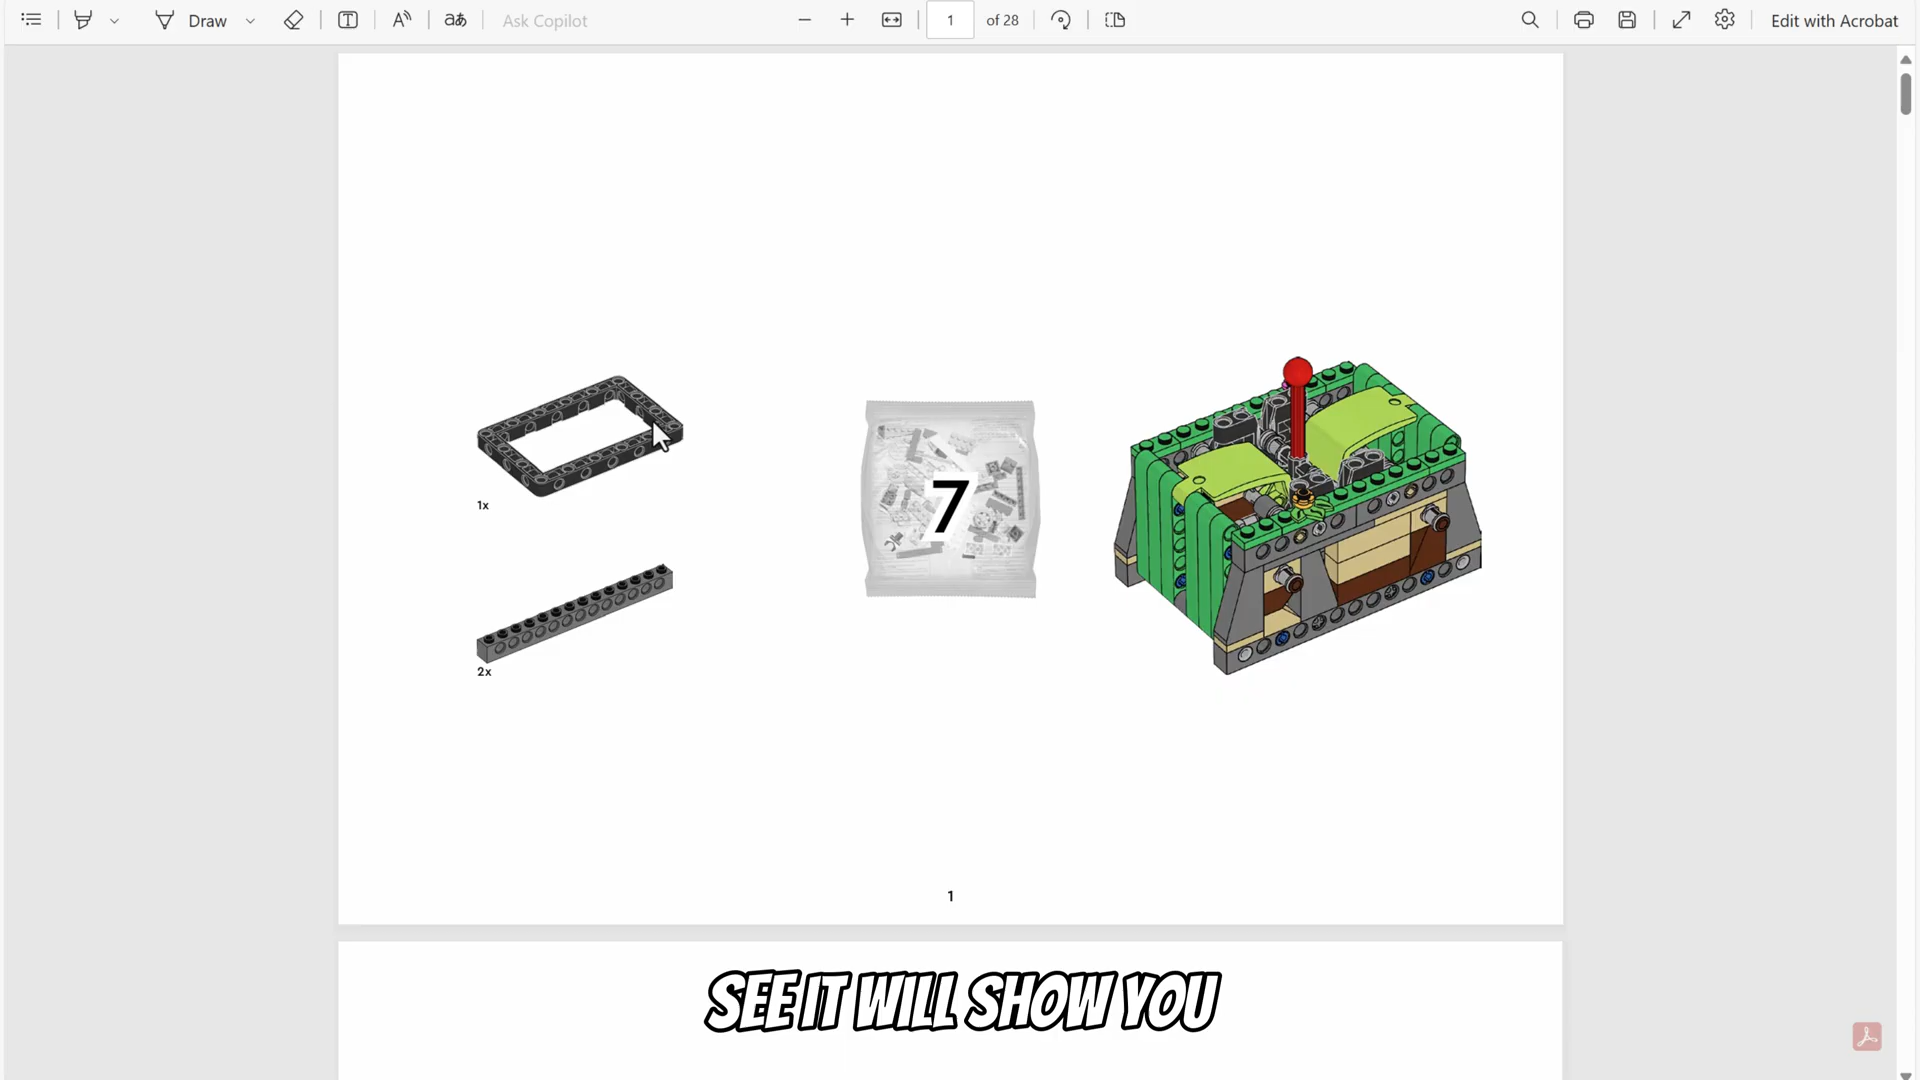 Draw
Ask Copilot
1
of 28
Edit with Acrobat
1x
7
2x
1
SEE IT WILL SHOW YOU